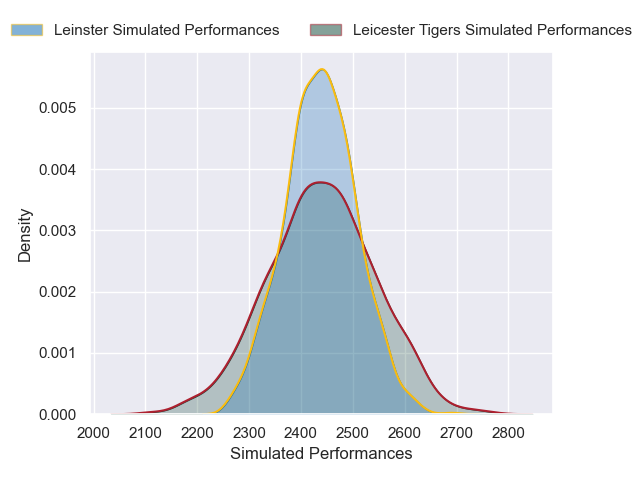 Leinster Simulated Performances Leicester Tigers Simulated Performances
0.005
0.004
0.003
0.002
0.001
0.000
Density
2000 2100 2200 2300 2400 2500 2600 2700 2800
Simulated Performances